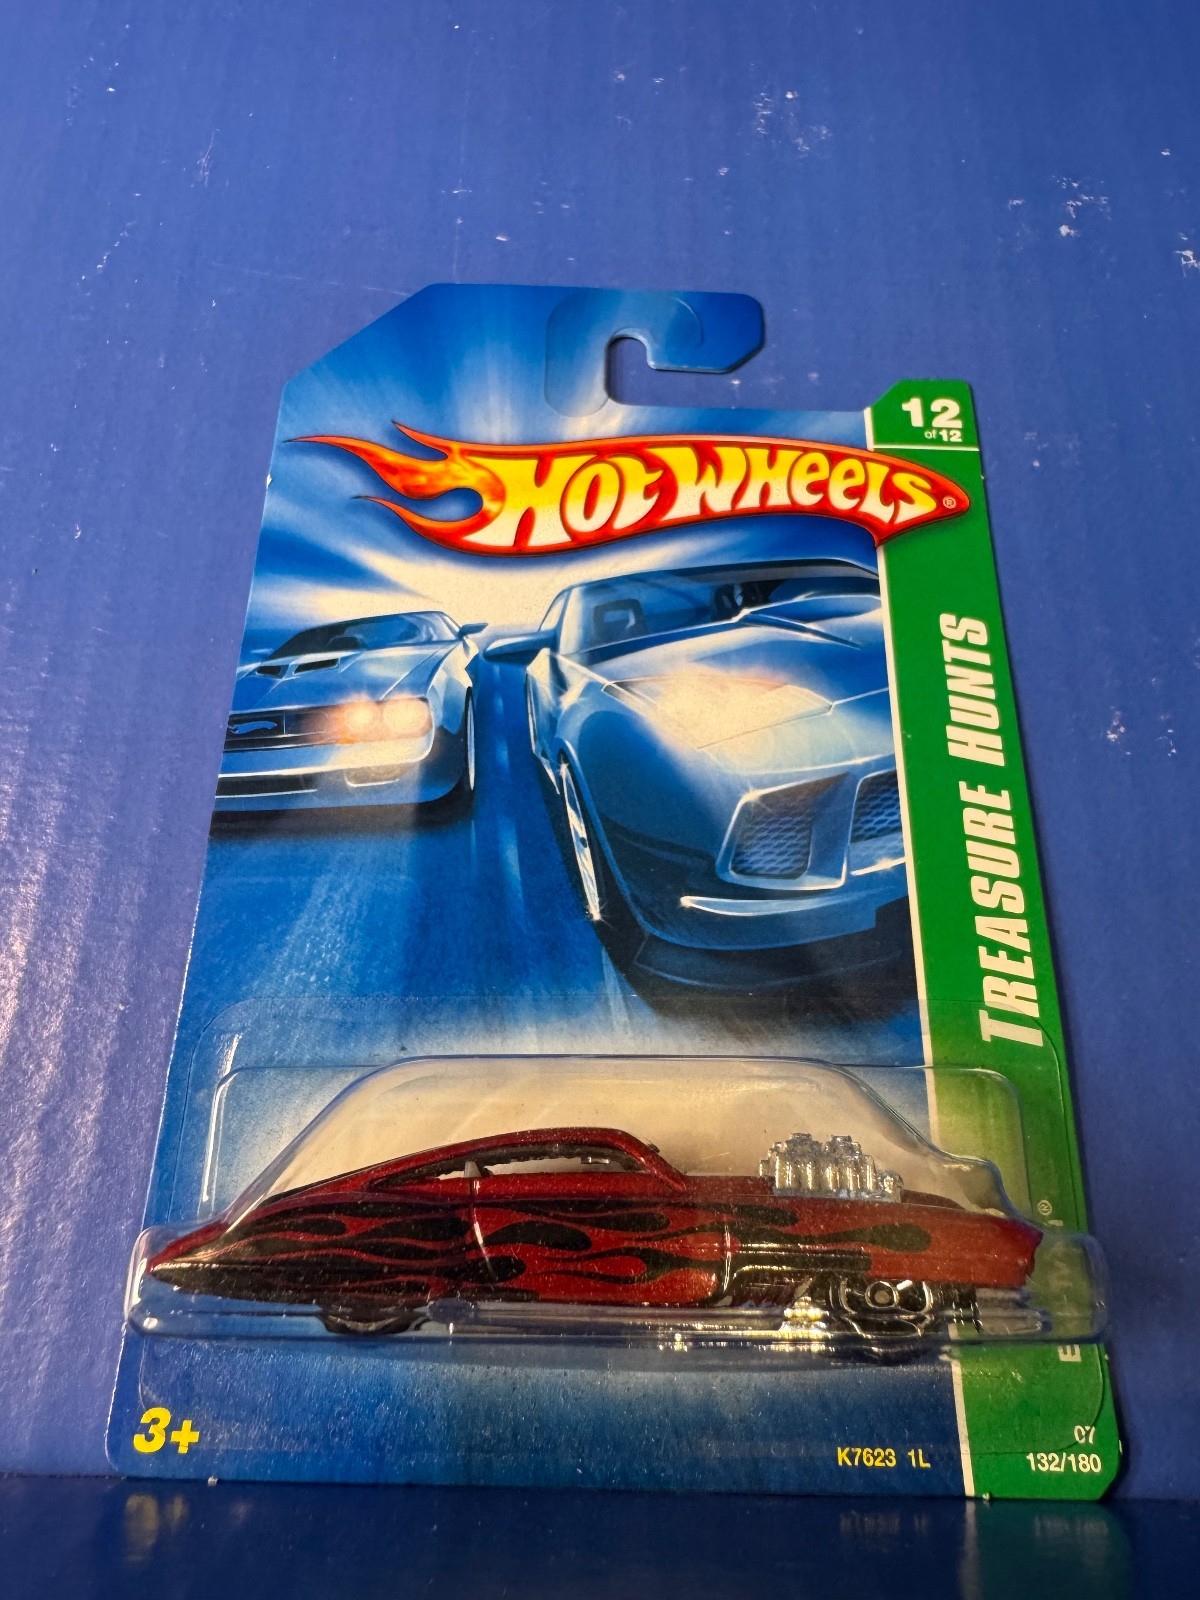 12
of 12
HOT WHEELS®
TREASURE HUNTS
3+
K7623 1L
07
132/180